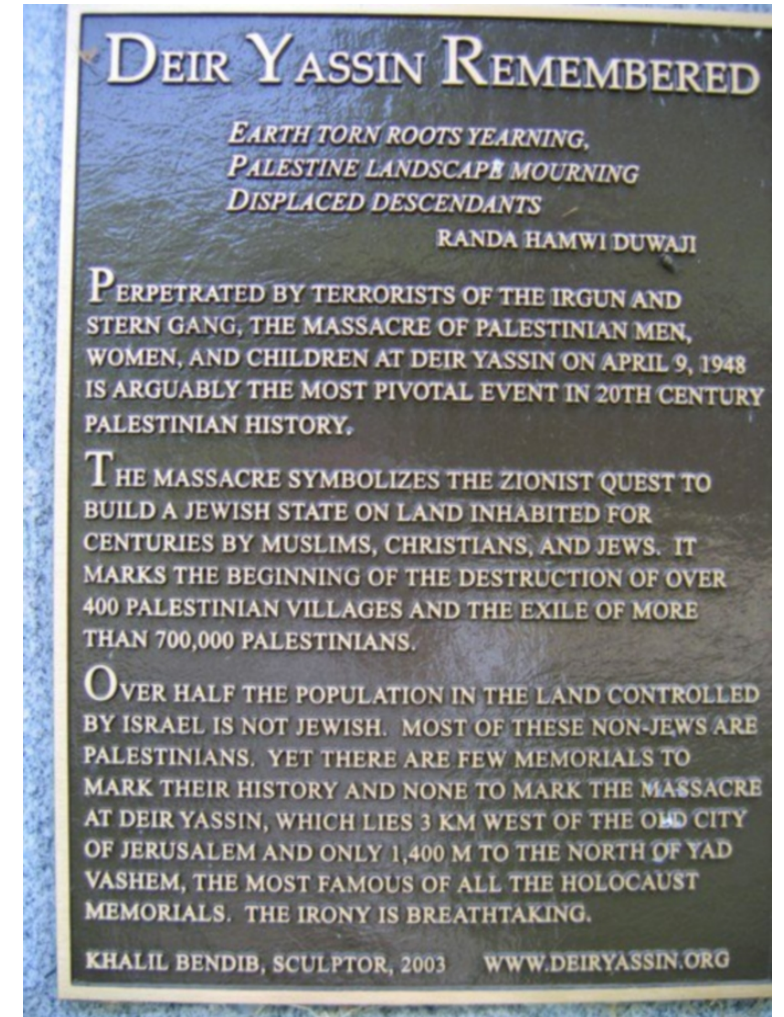 DEIR YASSIN REMEMBERED
EARTH TORN ROOTS YEARNING,
PALESTINE LANDSCAPE MOURNING
DISPLACED DESCENDANTS
RANDA HAMWI DUWAJI
PERPETRATED BY TERRORISTS OF THE IRGUN AND
STERN GANG, THE MASSACRE OF PALESTINIAN MEN,
WOMEN, AND CHILDREN AT DEIR YASSIN ON APRIL 9, 1948
IS ARGUABLY THE MOST PIVOTAL EVENT IN 20TH CENTURY
PALESTINIAN HISTORY.
THE MASSACRE SYMBOLIZES THE ZIONIST QUEST TO
BUILD A JEWISH STATE ON LAND INHABITED FOR
CENTURIES BY MUSLIMS, CHRISTIANS, AND JEWS. IT
MARKS THE BEGINNING OF THE DESTRUCTION OF OVER
400 PALESTINIAN VILLAGES AND THE EXILE OF MORE
THAN 700,000 PALESTINIANS.
OVER HALF THE POPULATION IN THE LAND CONTROLLED
BY ISRAEL IS NOT JEWISH. MOST OF THESE NON-JEWS ARE
PALESTINIANS. YET THERE ARE FEW MEMORIALS TO
MARK THEIR HISTORY AND NONE TO MARK THE MASSACRE
AT DEIR YASSIN, WHICH LIES 3 KM WEST OF THE OLD CITY
OF JERUSALEM AND ONLY 1,400 M TO THE NORTH OF YAD
VASHEM, THE MOST FAMOUS OF ALL THE HOLOCAUST
MEMORIALS. THE IRONY IS BREATHTAKING.
KHALIL BENDIB, SCULPTOR, 2003 WWW.DEIRYASSIN.ORG